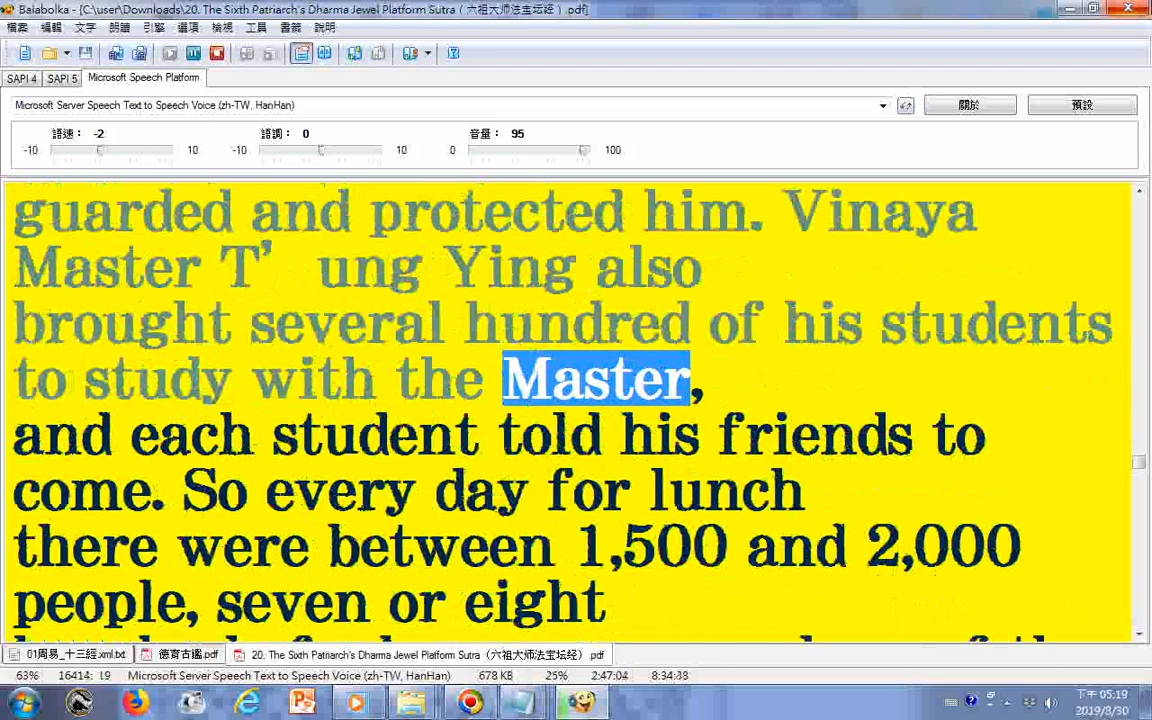 Balabolka - [C:\user\Downloads\20. The Sixth Patriarch's Dharma Jewel Platform Sutra (六祖大师法宝坛经) pdf]
檔案 編輯 文字 朗讀 引擎 選項 檢視 工具 書籤 說明
SAPI 4 SAPI 5 Microsoft Speech Platform
Microsoft Server Speech Text to Speech Voice (zh-TW, HanHan) 關於 預設
語速： -2 語調： 0 音量： 95
-10 10 -10 10 0 100
guarded and protected him. Vinaya
Master T’ ung Ying also
brought several hundred of his students
to study with the Master,
and each student told his friends to
come. So every day for lunch
there were between 1,500 and 2,000
people, seven or eight
01周易_十三經.xml.txt 德育古鑑.pdf 20. The Sixth Patriarch's Dharma Jewel Platform Sutra (六祖大师法宝坛经) .pdf
63% 16414: 19 Microsoft Server Speech Text to Speech Voice (zh-TW, HanHan) 678 KB 25% 2:47:04 8:34:38
下午 05:19
2019/8/30